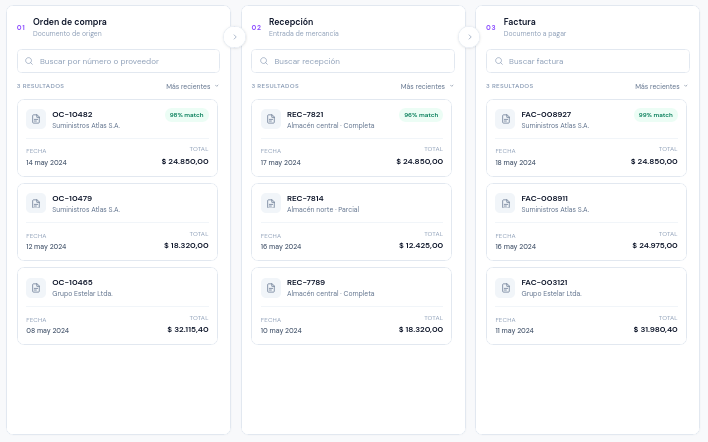 01
Orden de compra
Documento de origen
Buscar por número o proveedor
3 RESULTADOS
Más recientes
OC-10482
98% match
Suministros Atlas S.A.
FECHA
TOTAL
14 may 2024
$ 24.850,00
OC-10479
Suministros Atlas S.A.
FECHA
TOTAL
12 may 2024
$ 18.320,00
OC-10465
Grupo Estelar Ltda.
FECHA
TOTAL
08 may 2024
$ 32.115,40
02
Recepción
Entrada de mercancía
Buscar recepción
3 RESULTADOS
Más recientes
REC-7821
96% match
Almacén central · Completa
FECHA
TOTAL
17 may 2024
$ 24.850,00
REC-7814
Almacén norte · Parcial
FECHA
TOTAL
16 may 2024
$ 12.425,00
REC-7789
Almacén central · Completa
FECHA
TOTAL
10 may 2024
$ 18.320,00
03
Factura
Documento a pagar
Buscar factura
3 RESULTADOS
Más recientes
FAC-008927
99% match
Suministros Atlas S.A.
FECHA
TOTAL
18 may 2024
$ 24.850,00
FAC-008911
Suministros Atlas S.A.
FECHA
TOTAL
16 may 2024
$ 24.975,00
FAC-003121
Grupo Estelar Ltda.
FECHA
TOTAL
11 may 2024
$ 31.980,40